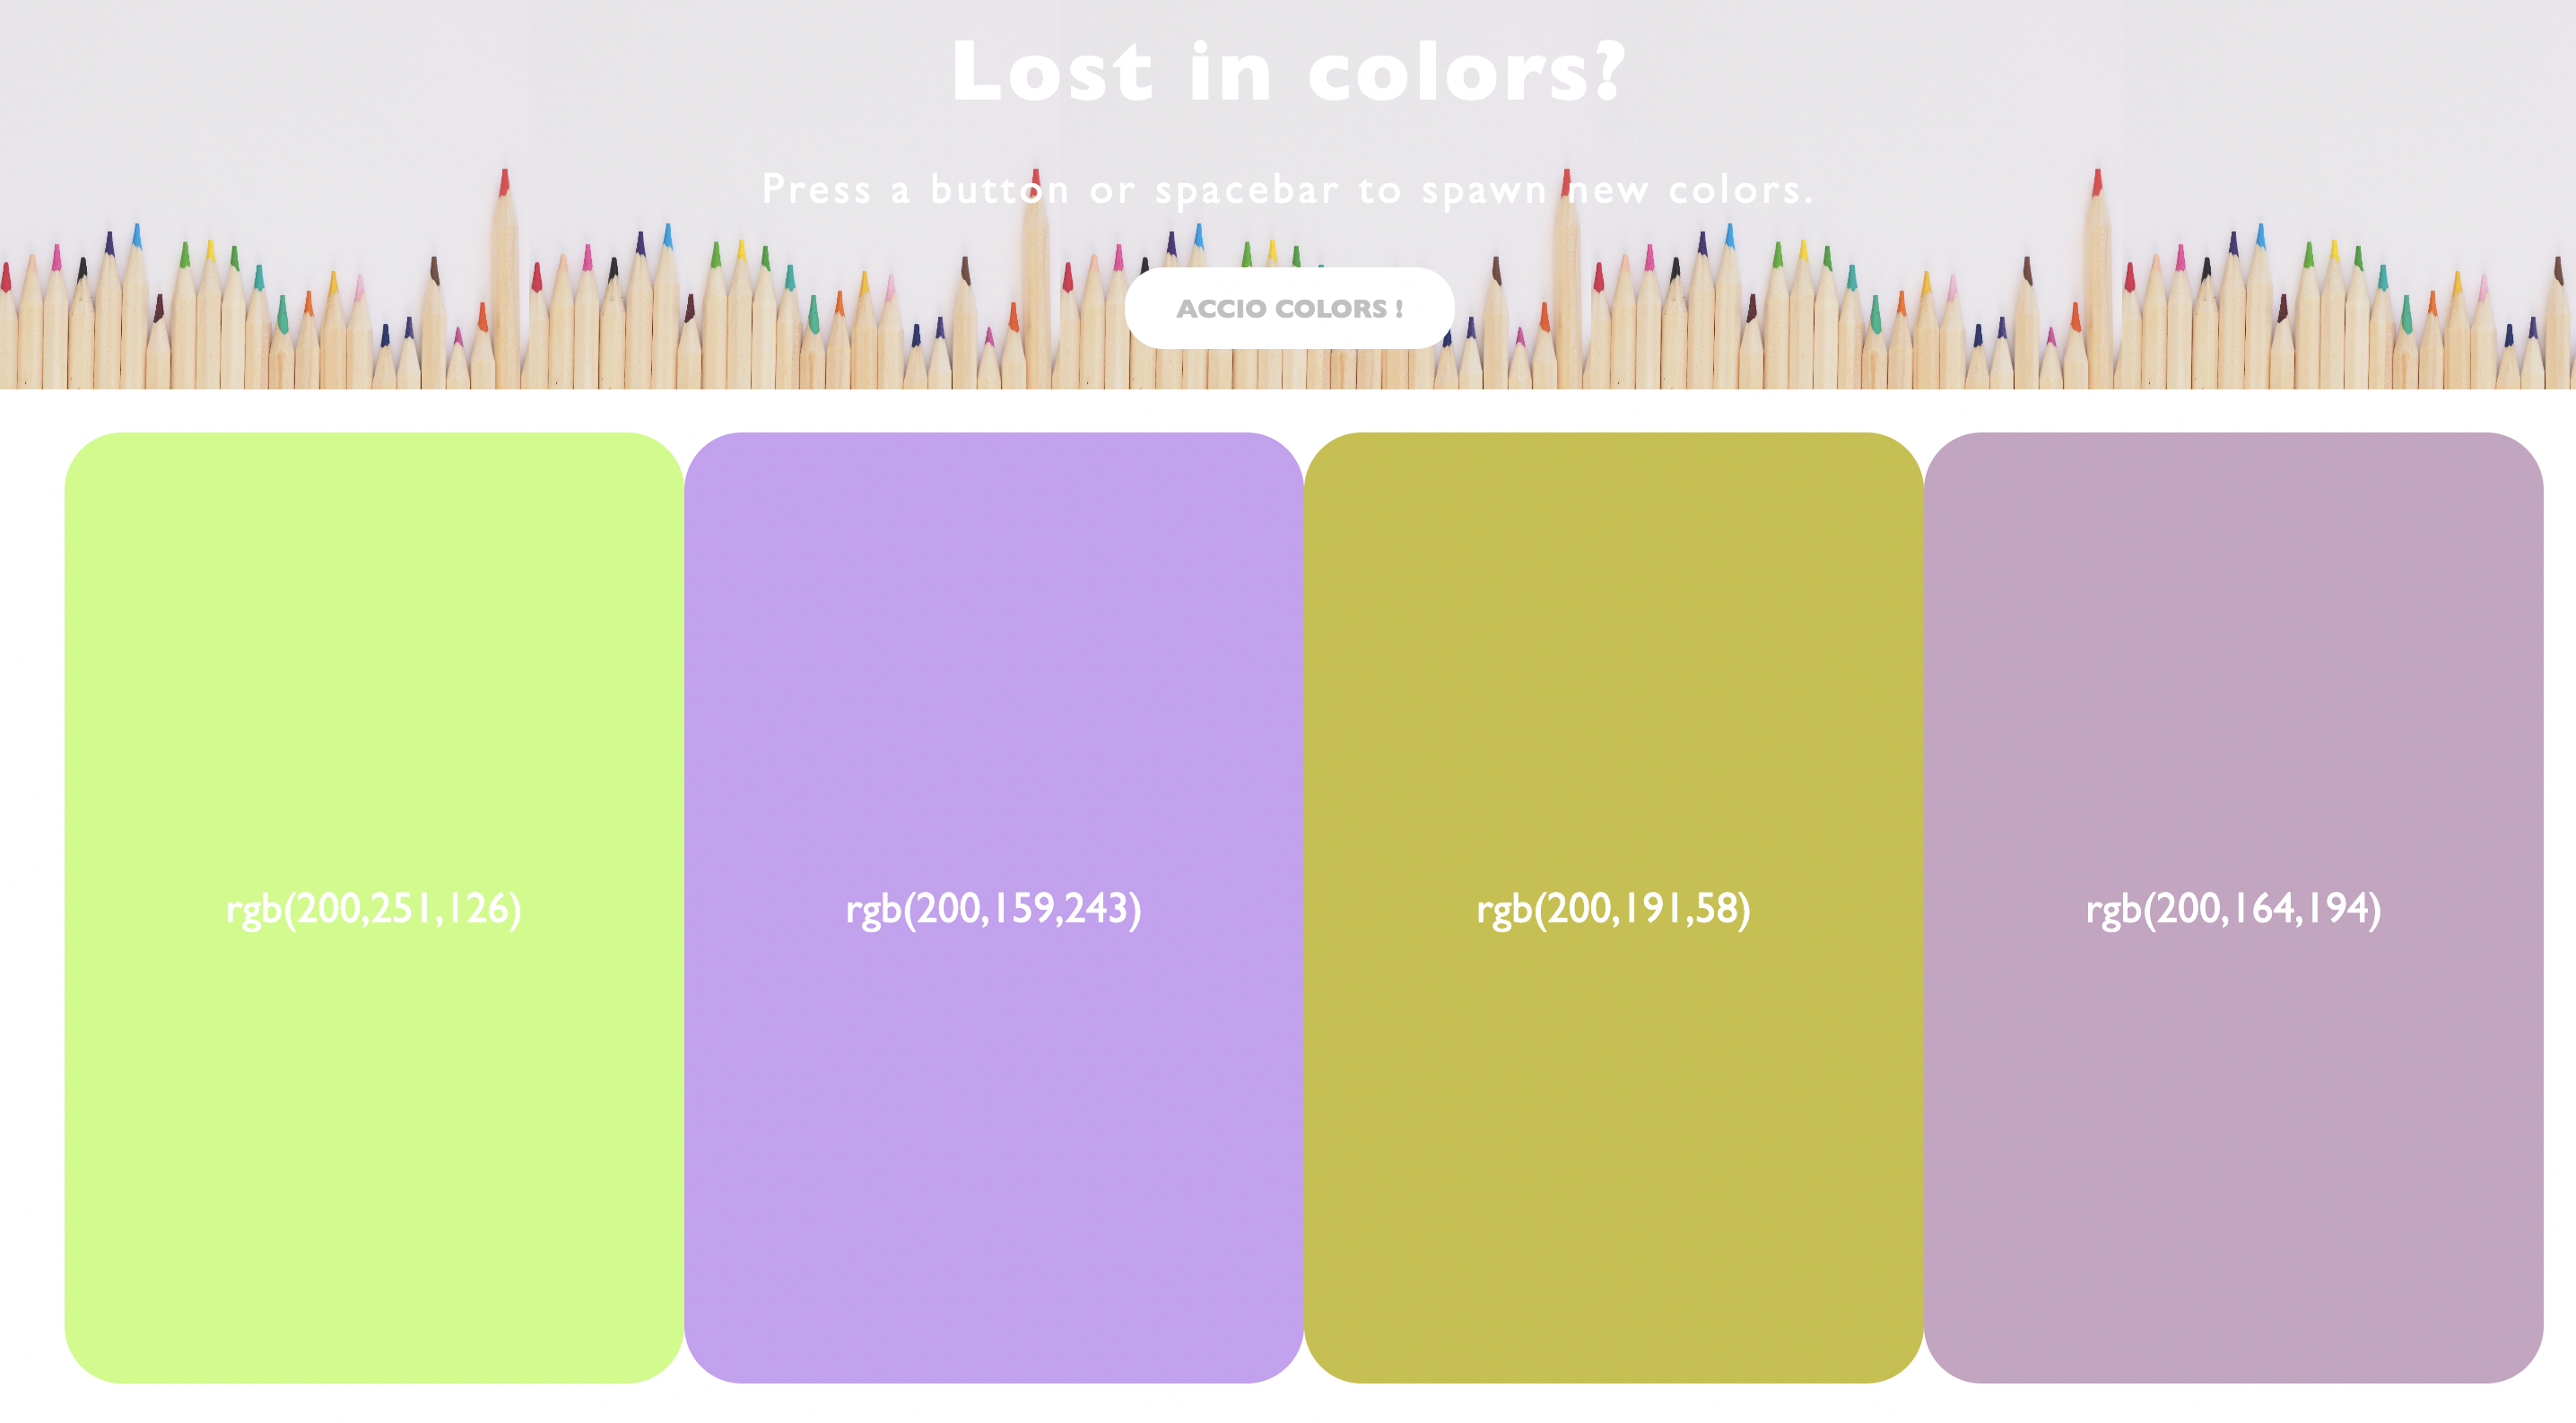 Lost in colors?
Press a button or spacebar to spawn new colors.
ACCIO COLORS !
rgb(200,251,126)
rgb(200,159,243)
rgb(200,191,58)
rgb(200,164,194)